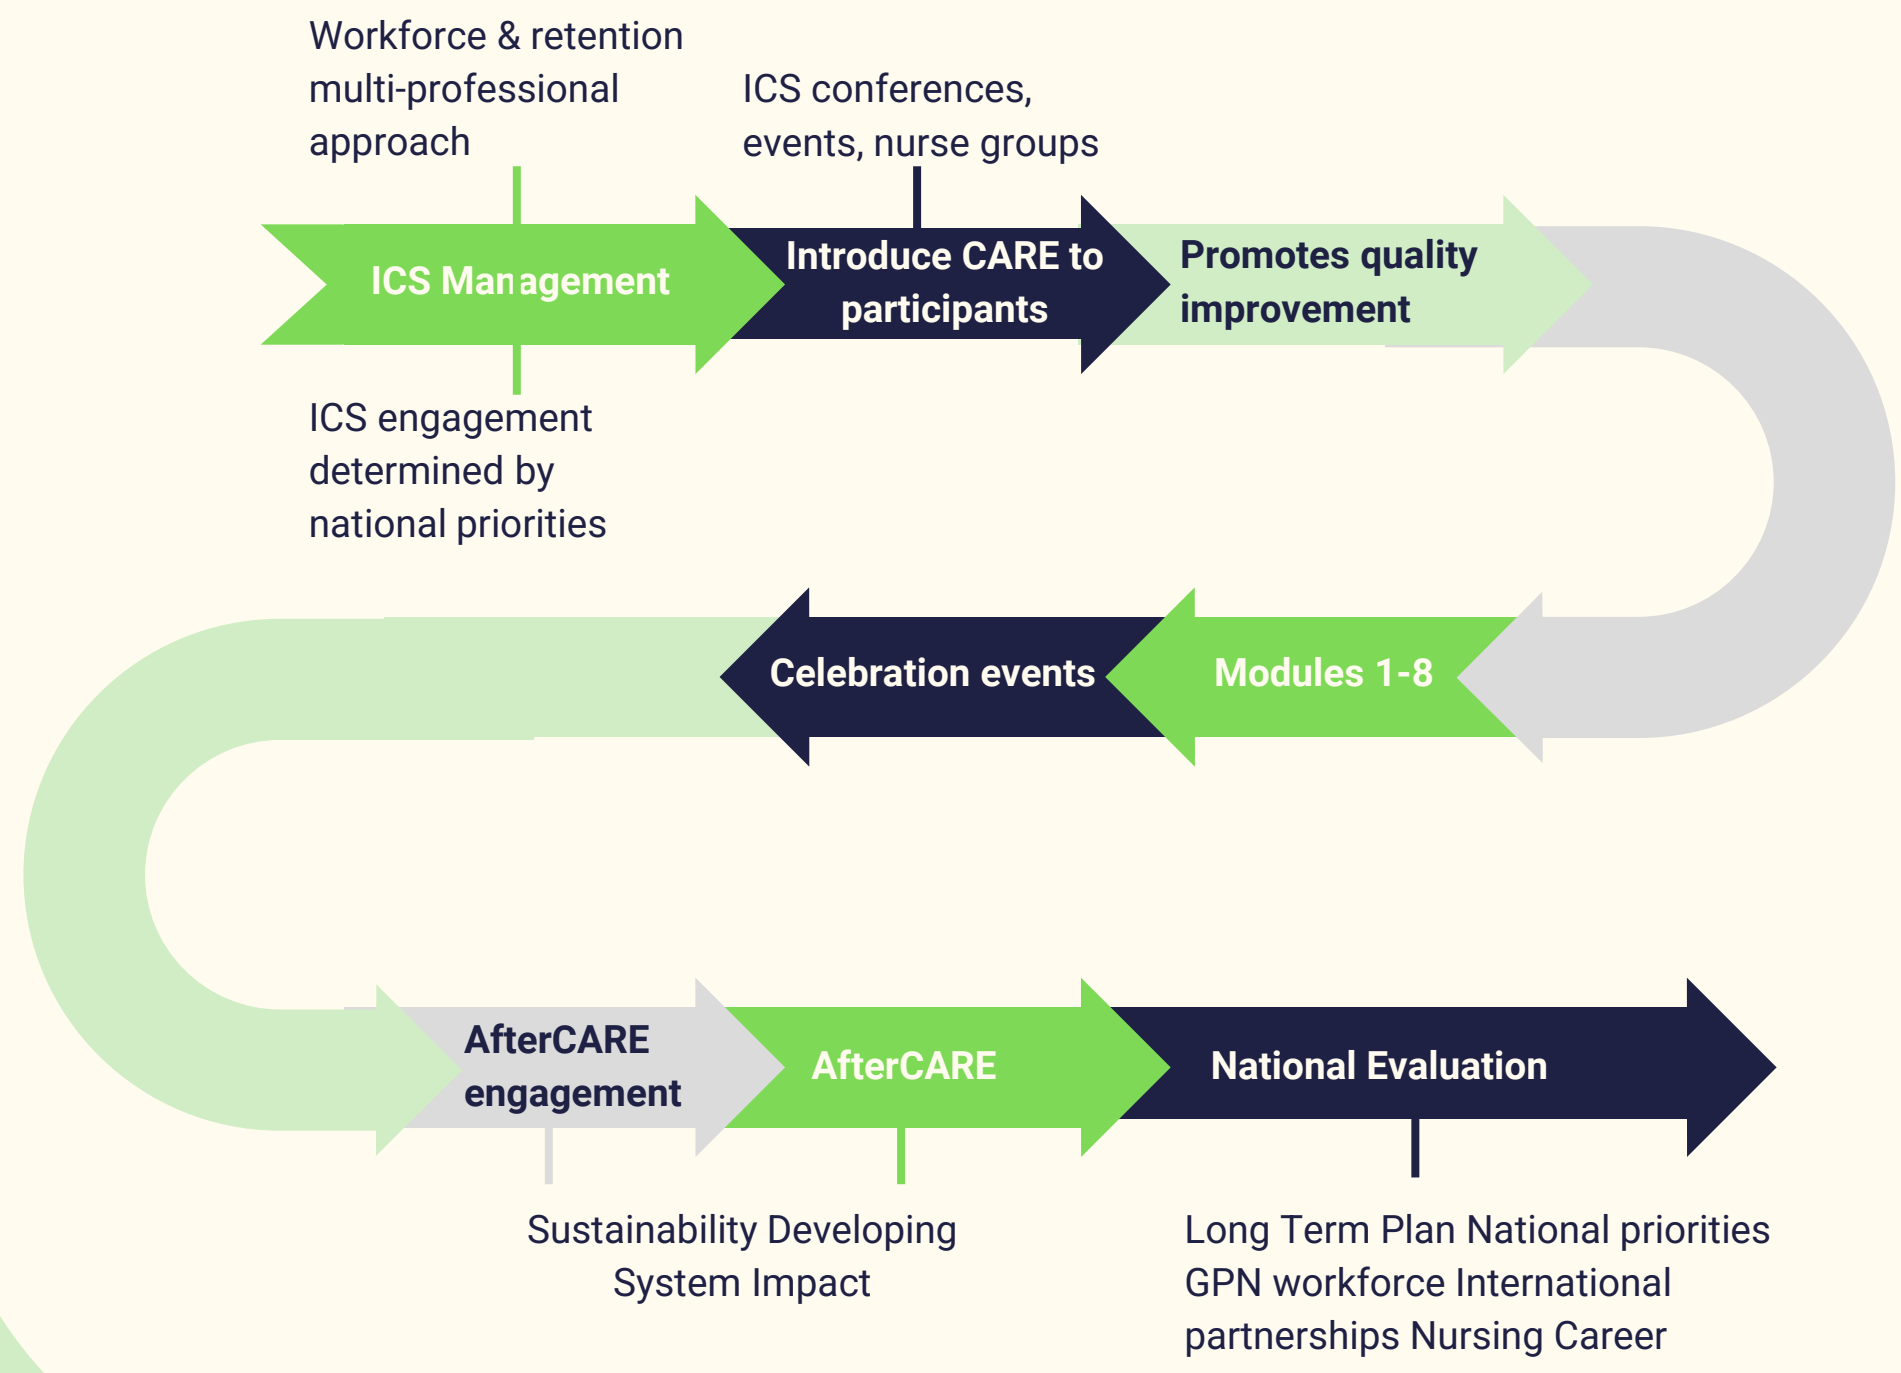 Workforce & retention
multi-professional
approach
ICS conferences,
events, nurse groups
ICS Management
Introduce CARE to
participants
Promotes quality
improvement
ICS engagement
determined by
national priorities
Modules 1-8
Celebration events
AfterCARE
engagement
AfterCARE
National Evaluation
Sustainability Developing
System Impact
Long Term Plan National priorities
GPN workforce International
partnerships Nursing Career